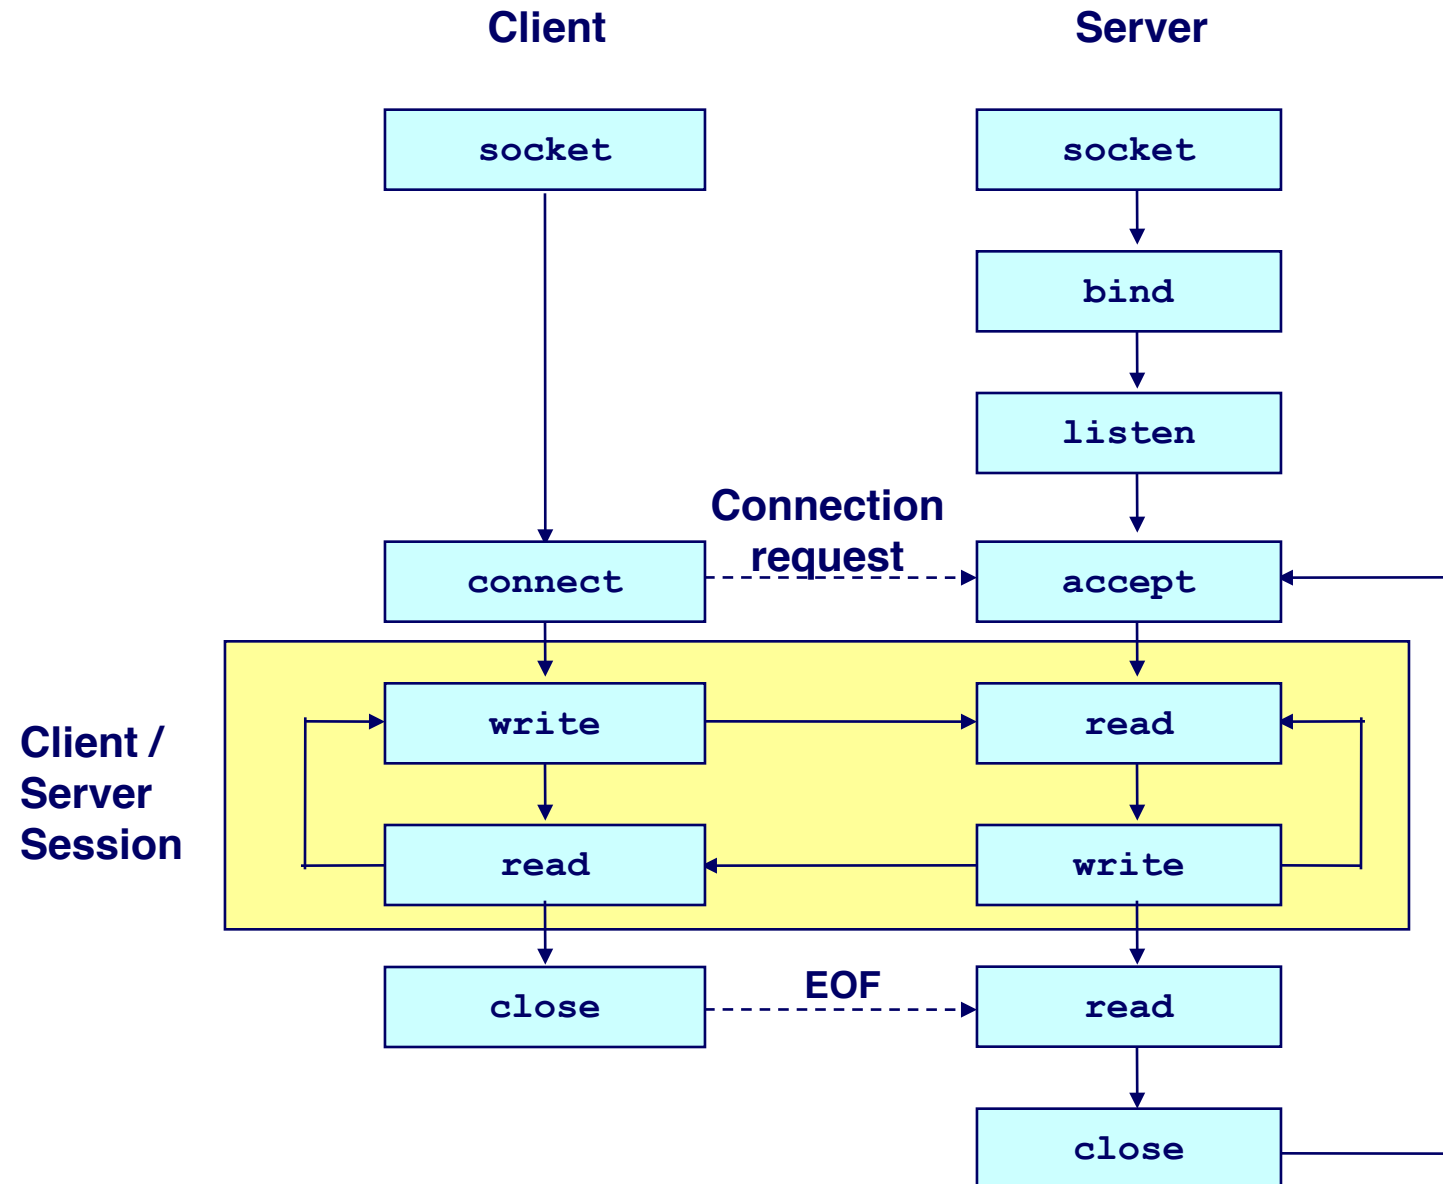 Client
Server
socket
socket
bind
listen
Connection
request
connect
accept
Client /
Server
Session
write
read
read
write
close
EOF
read
close